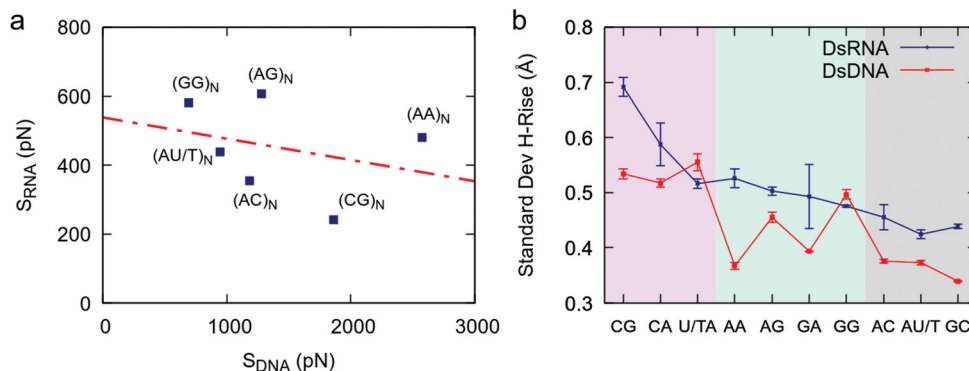 a
800
600
400
200
0
S_RNA (pN)
(GG)_N
(AG)_N
(AA)_N
(AU/T)_N
(AC)_N
(CG)_N
0 1000 2000 3000
S_DNA (pN)
b
0.7
0.6
0.5
0.4
0.3
Standard Dev H-Rise (Å)
DsRNA
DsDNA
CG CA U/TA AA AG GA GG AC AU/T GC